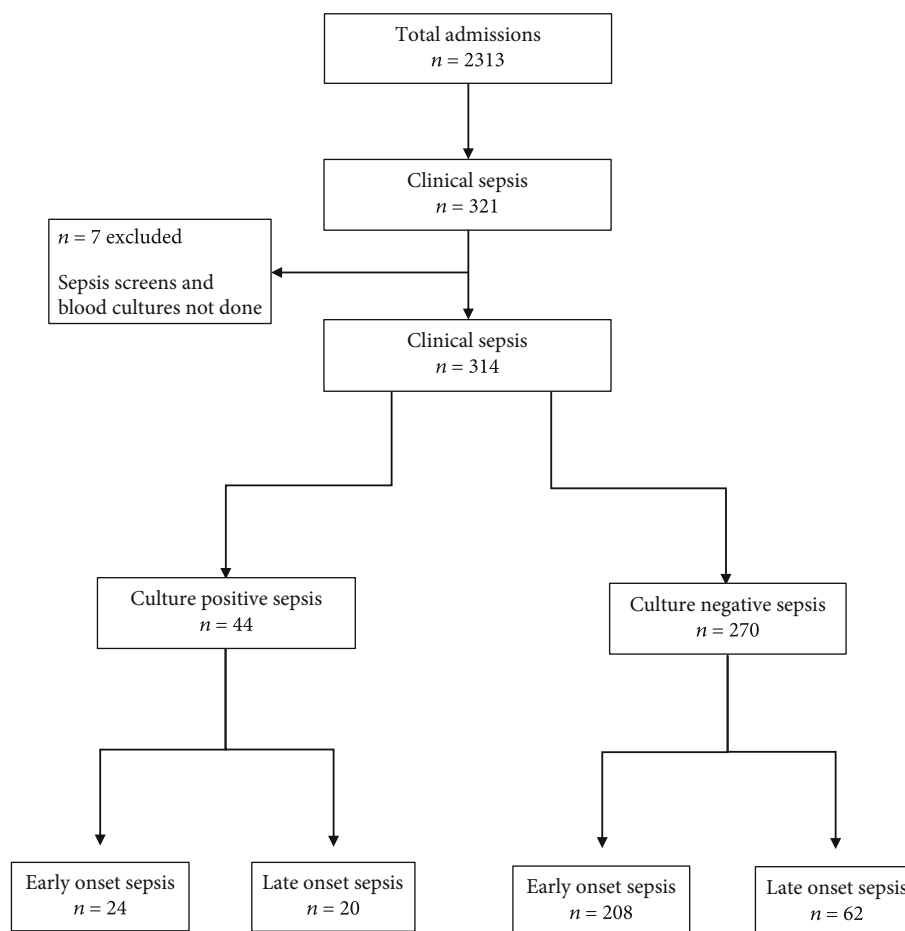 Total admissions
n = 2313
Clinical sepsis
n = 321
n = 7 excluded
Sepsis screens and
blood cultures not done
Clinical sepsis
n = 314
Culture positive sepsis
n = 44
Culture negative sepsis
n = 270
Early onset sepsis
n = 24
Late onset sepsis
n = 20
Early onset sepsis
n = 208
Late onset sepsis
n = 62